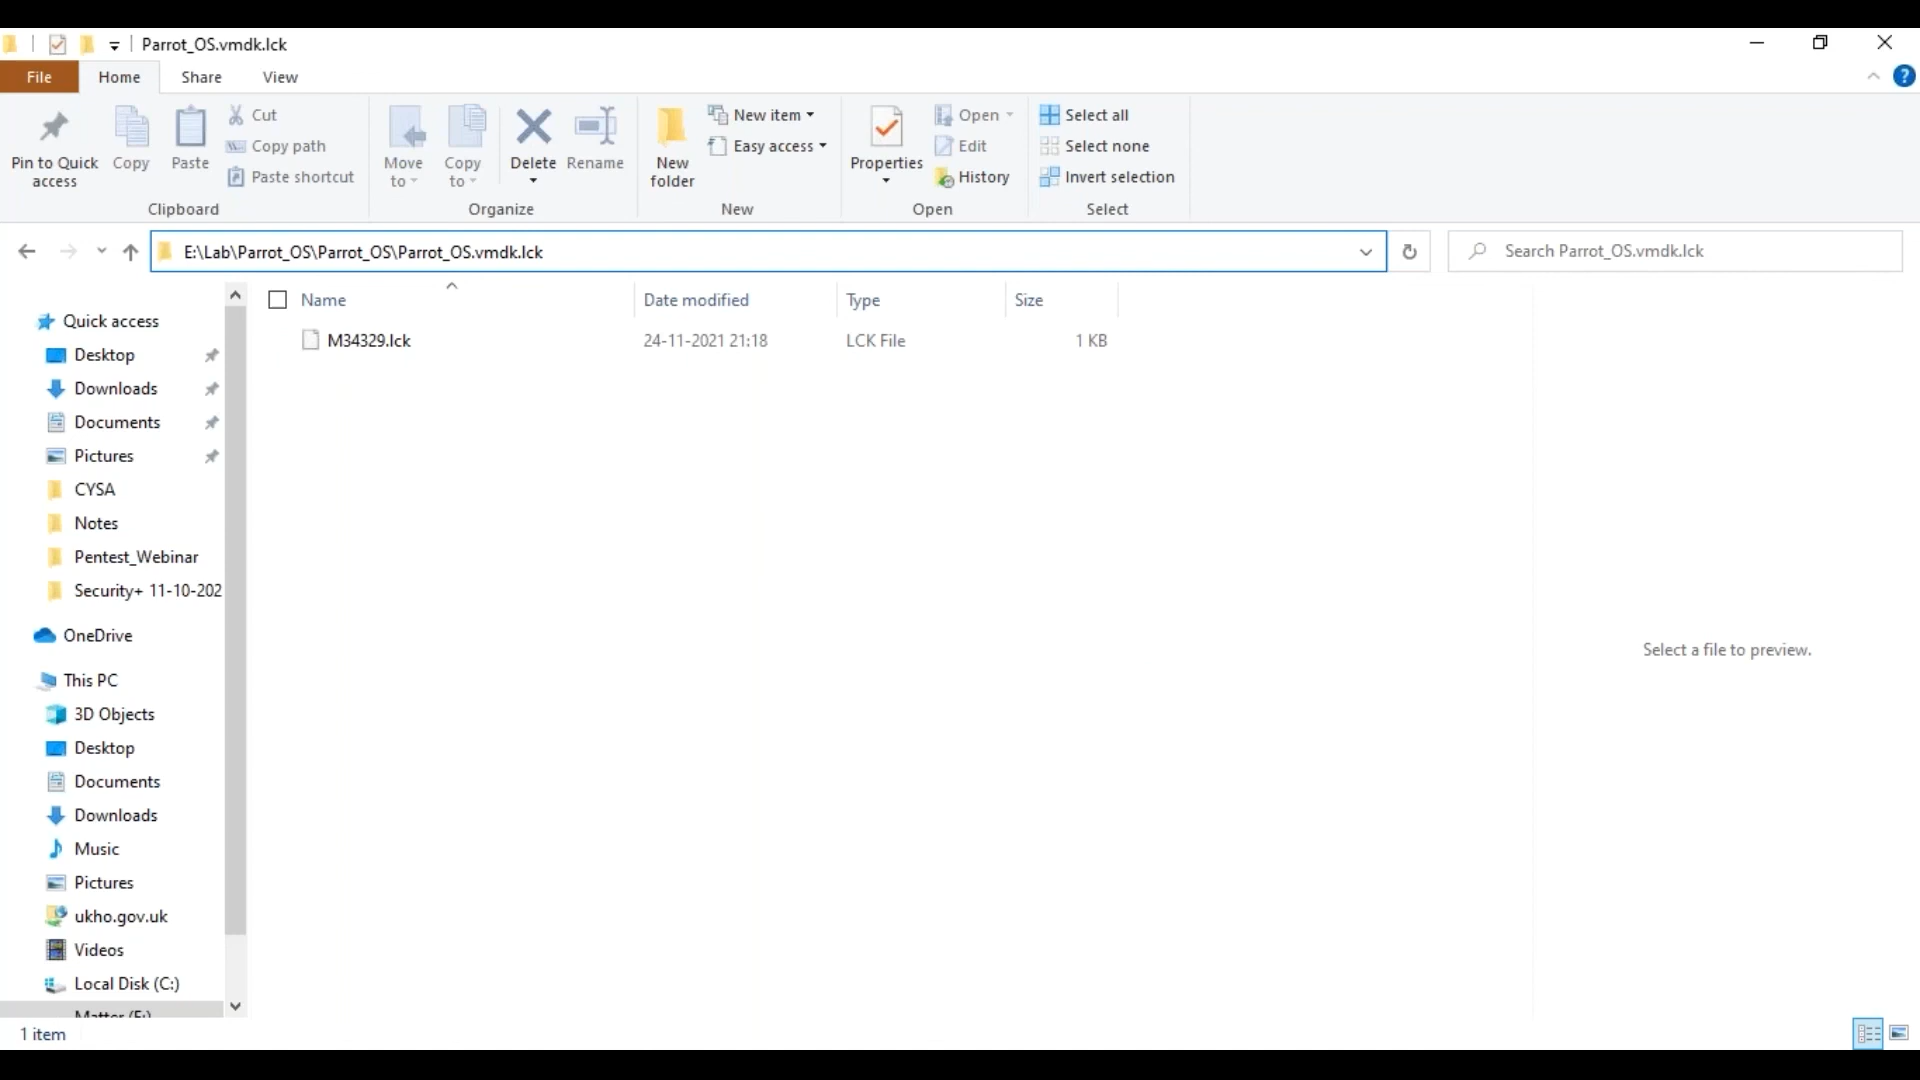 Parrot_OS.vmdk.lck
File Home Share View
Pin to Quick access
Copy
Paste
Cut
Copy path
Paste shortcut
Clipboard
Move to
Copy to
Delete
Rename
Organize
New folder
New item
Easy access
New
Properties
Open
Edit
History
Open
Select all
Select none
Invert selection
Select
E:\Lab\Parrot_OS\Parrot_OS\Parrot_OS.vmdk.lck
Search Parrot_OS.vmdk.lck
Name Date modified Type Size
M34329.lck 24-11-2021 21:18 LCK File 1 KB
Quick access
Desktop
Downloads
Documents
Pictures
CYSA
Notes
Pentest_Webinar
Security+ 11-10-202
OneDrive
This PC
3D Objects
Desktop
Documents
Downloads
Music
Pictures
ukho.gov.uk
Videos
Local Disk (C:)
Select a file to preview.
1 item